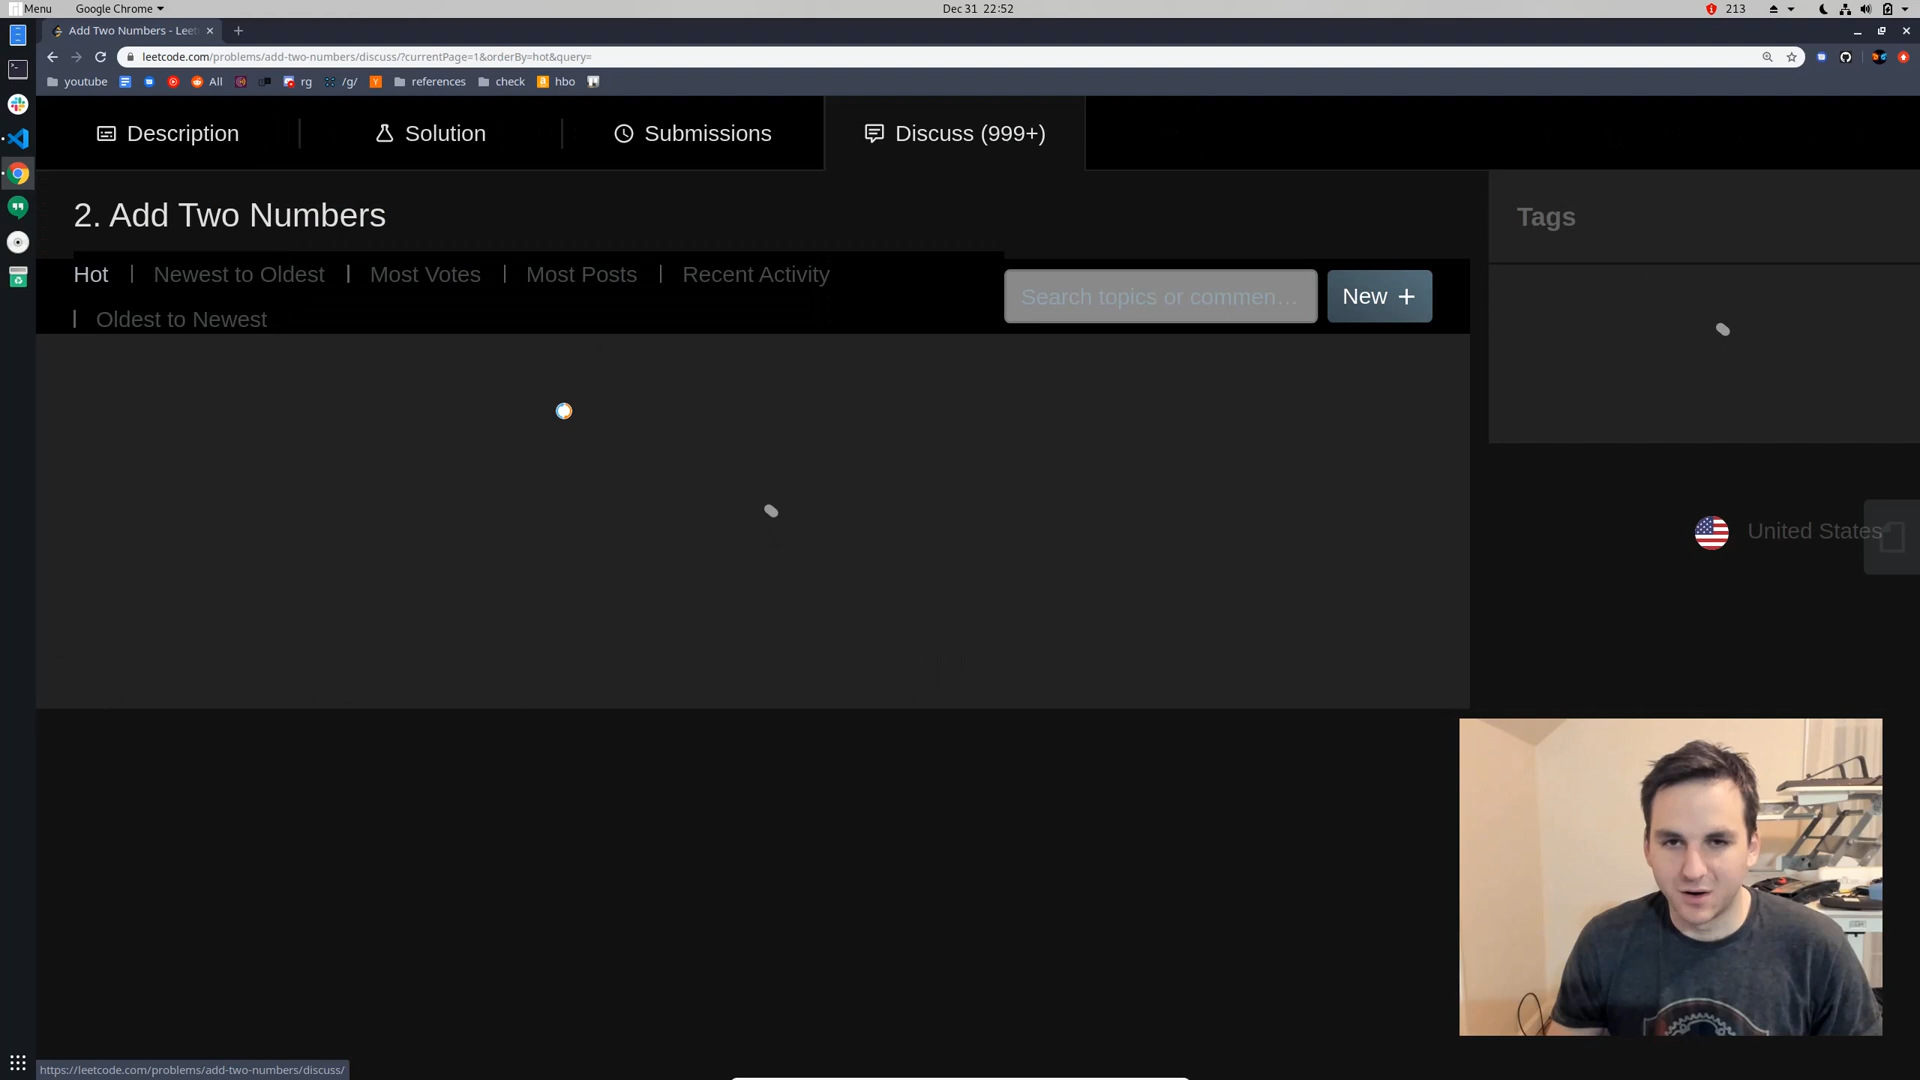 Menu
Google Chrome
Dec 31 22:52
213
Add Two Numbers - Leet
leetcode.com/problems/add-two-numbers/discuss/?currentPage=1&orderBy=hot&query=
youtube
All
rg
/g/
references
check
hbo
Description
Solution
Submissions
Discuss (999+)
2. Add Two Numbers
Tags
Hot | Newest to Oldest | Most Votes | Most Posts | Recent Activity
| Oldest to Newest
Search topics or commen...
New +
United States
https://leetcode.com/problems/add-two-numbers/discuss/